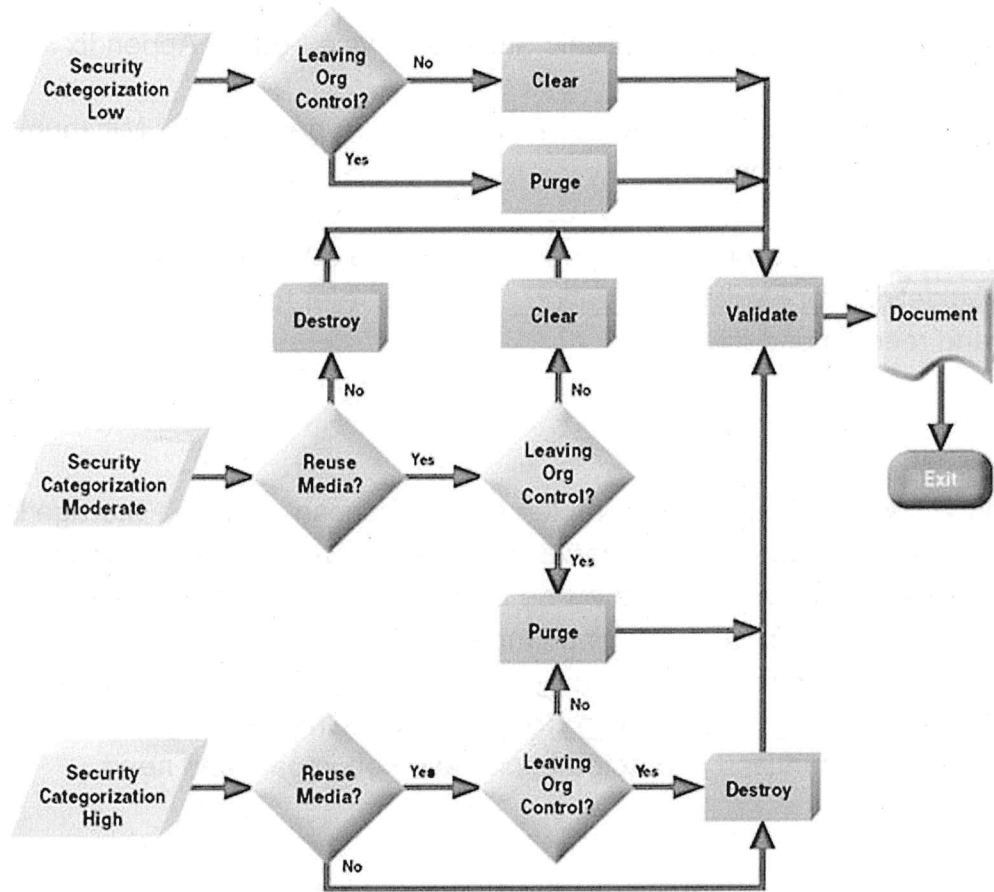 Leaving
Org
Control?
No
Security
Categorization
Low
Clear
Yes
Purge
Destroy
Clear
Validate
Document
No
No
Security
Categorization
Moderate
Reuse
Media?
Yes
Leaving
Org
Control?
Exit
Yes
Purge
No
Security
Categorization
High
Reuse
Media?
Yes
Leaving
Org
Control?
Yes
Destroy
No